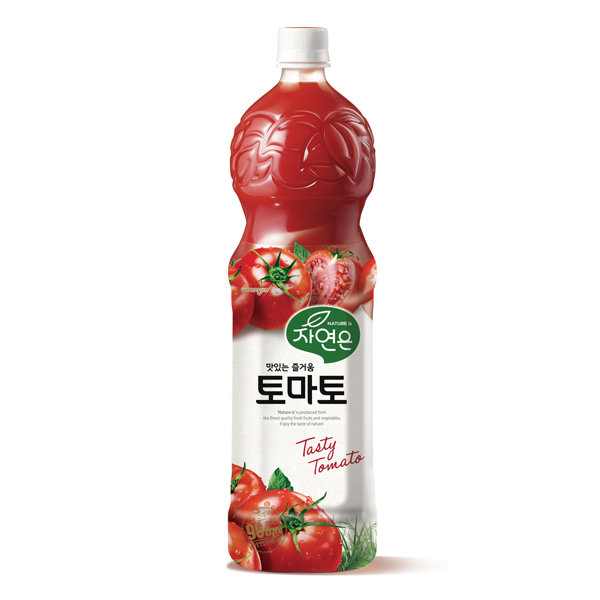 NATURE is
자연은
맛있는 즐거움
토마토
'Nature is' is produced from
the finest quality fresh fruits and vegetables.
Enjoy the taste of nature!
Tasty
Tomato